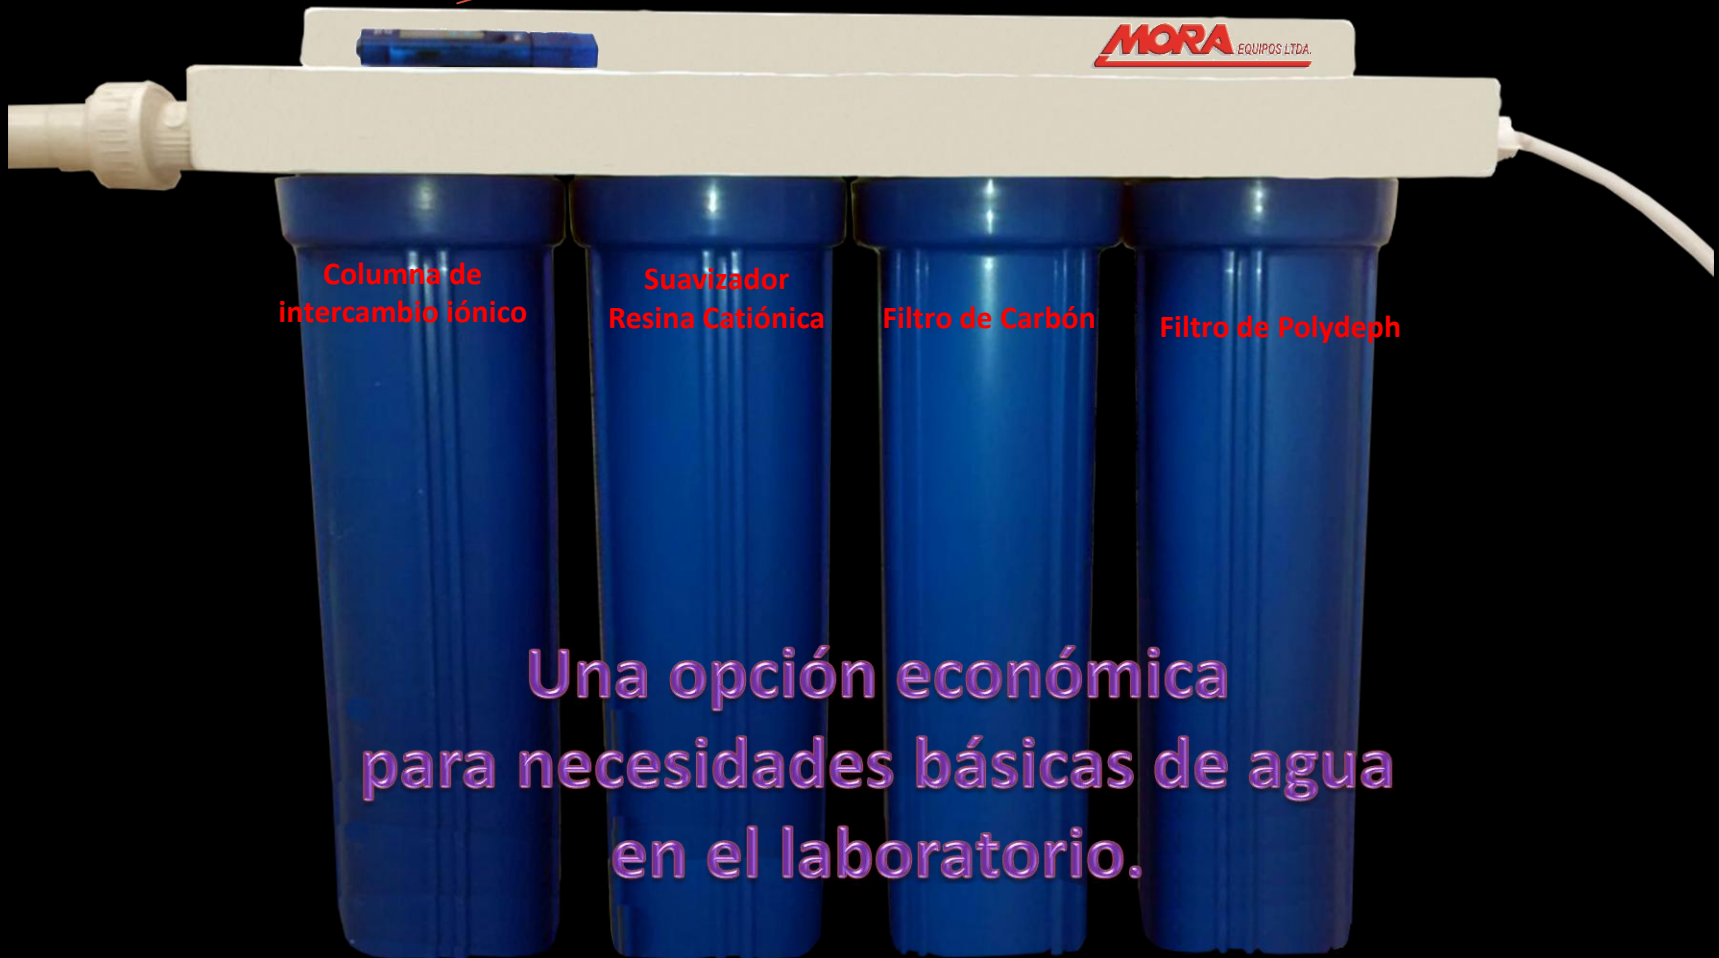 MORA EQUIPOS LTDA.
Columna de
intercambio iónico
Suavizador
Resina Catiónica
Filtro de Carbón
Filtro de Polydeph
Una opción económica
para necesidades básicas de agua
en el laboratorio.